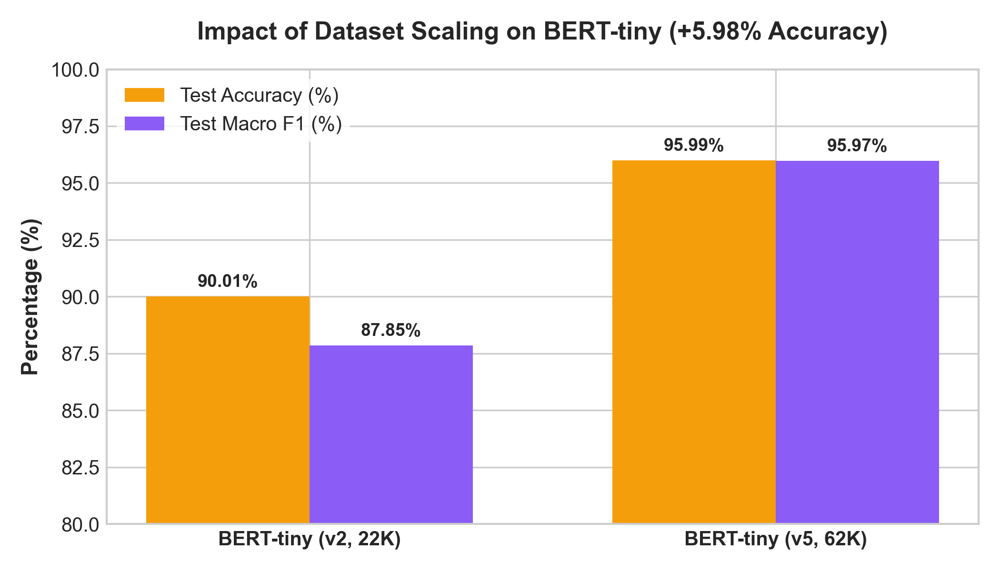 Impact of Dataset Scaling on BERT-tiny (+5.98% Accuracy)
100.0
97.5
95.0
92.5
90.0
87.5
85.0
82.5
80.0
Percentage (%)
Test Accuracy (%)
Test Macro F1 (%)
90.01%
87.85%
95.99%
95.97%
BERT-tiny (v2, 22K)
BERT-tiny (v5, 62K)